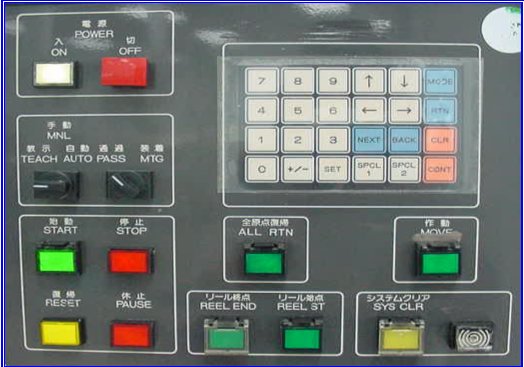 電源
POWER
入
ON
切
OFF
手動
MNL
教示 自動 通過 装着
TEACH AUTO PASS MTG
始動
START
停止
STOP
復帰
RESET
休止
PAUSE
7 8 9 ↑ ↓ MODE
4 5 6 ← → RTN
1 2 3 NEXT BACK CLR
0 +/− SET SPCL 1 SPCL 2 CONT
全原点復帰
ALL RTN
作動
MOVE
リール終点
REEL END
リール始点
REEL ST
システムクリア
SYS CLR